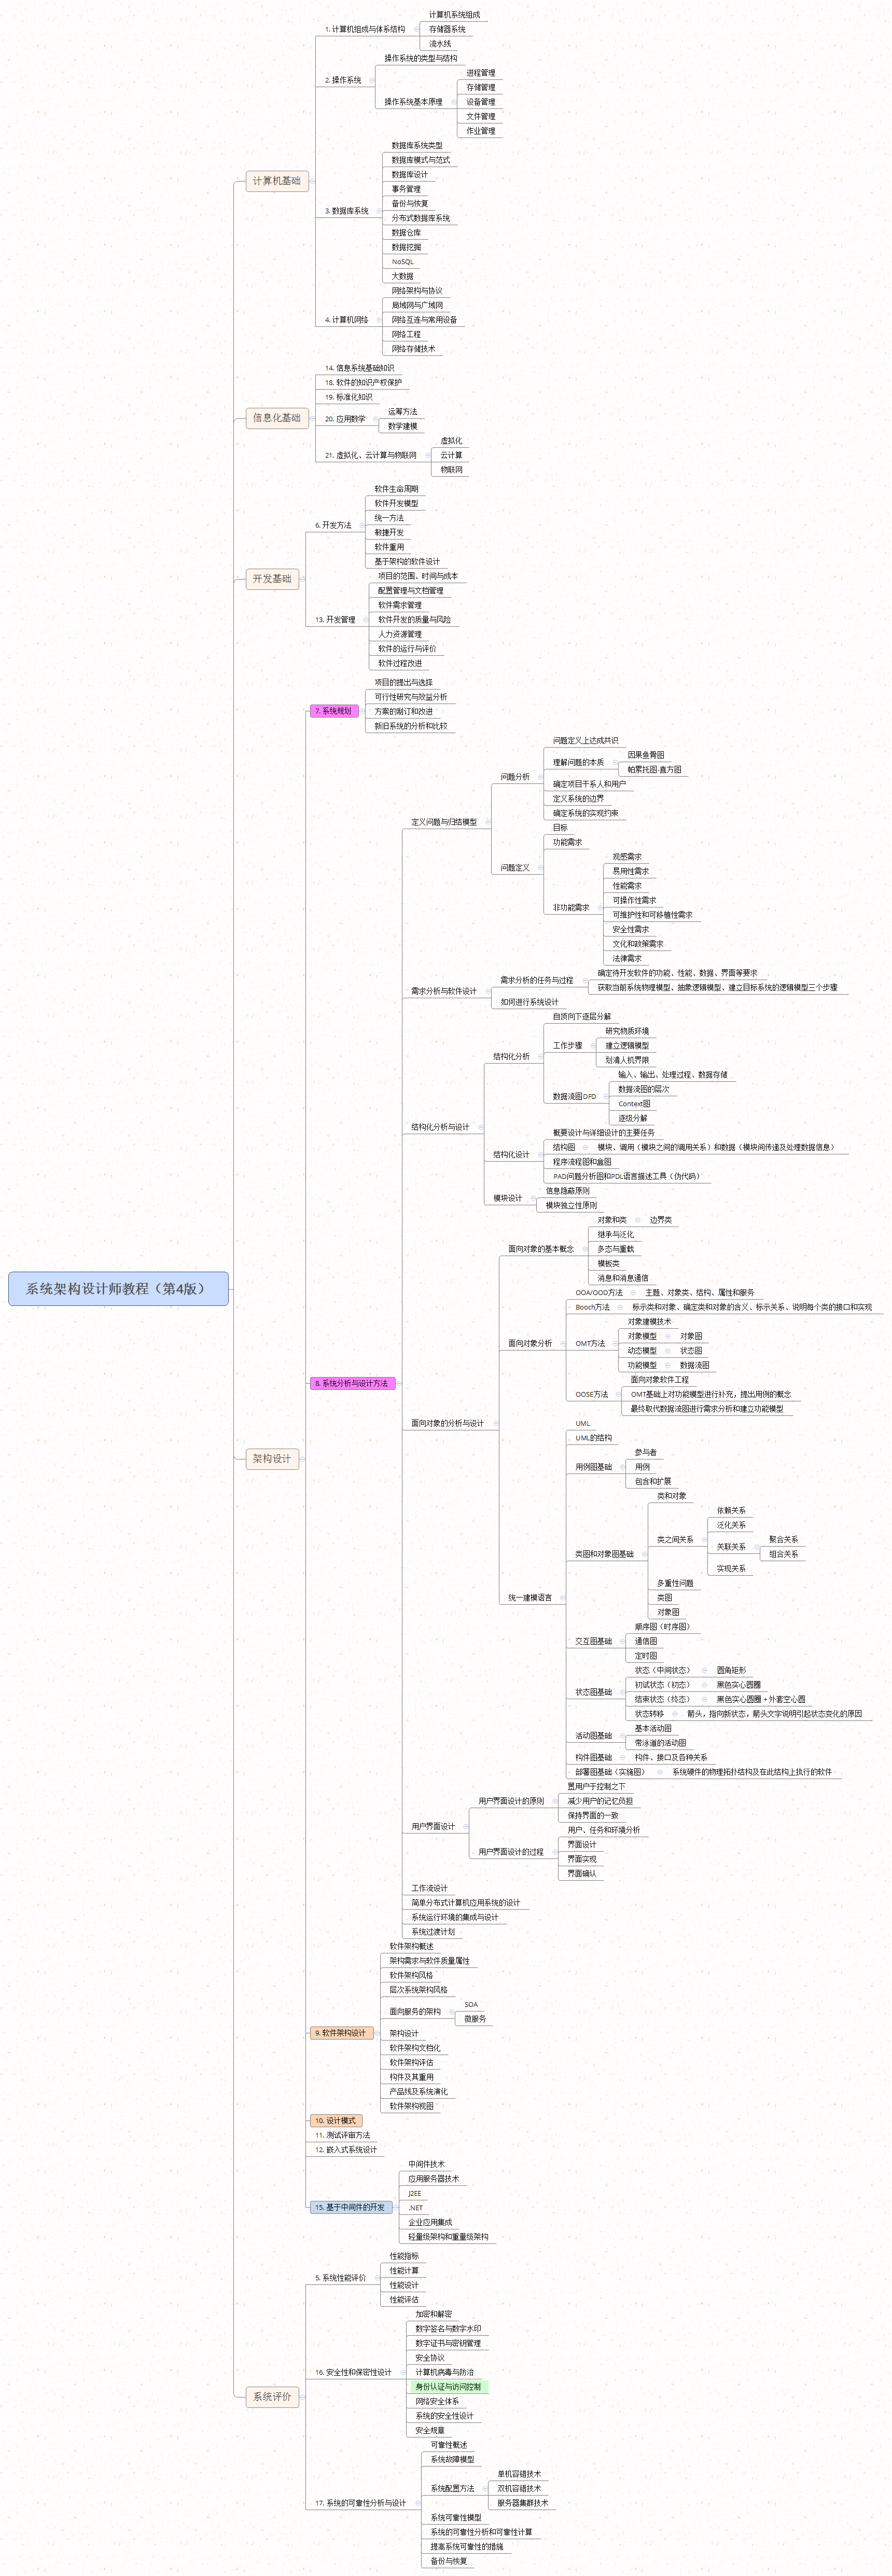 系统架构设计师教程（第4版）
计算机基础
1. 计算机组成与体系结构
计算机系统组成
存储器系统
流水线
2. 操作系统
操作系统的类型与结构
操作系统基本原理
进程管理
存储管理
设备管理
文件管理
作业管理
3. 数据库系统
数据库系统类型
数据库模式与范式
数据库设计
事务管理
备份与恢复
分布式数据库系统
数据仓库
数据挖掘
NoSQL
大数据
4. 计算机网络
网络架构与协议
局域网与广域网
网络互连与常用设备
网络工程
网络存储技术
信息化基础
14. 信息系统基础知识
18. 软件的知识产权保护
19. 标准化知识
20. 应用数学
运筹方法
数学建模
21. 虚拟化、云计算与物联网
虚拟化
云计算
物联网
开发基础
6. 开发方法
软件生命周期
软件开发模型
统一方法
敏捷开发
软件重用
基于架构的软件设计
13. 开发管理
项目的范围、时间与成本
配置管理与文档管理
软件需求管理
软件开发的质量与风险
人力资源管理
软件的运行与评价
软件过程改进
架构设计
7. 系统规划
项目的提出与选择
可行性研究与效益分析
方案的制订和改进
新旧系统的分析和比较
8. 系统分析与设计方法
定义问题与归结模型
问题分析
问题定义上达成共识
理解问题的本质
因果鱼骨图
帕累托图-直方图
确定项目干系人和用户
定义系统的边界
确定系统的实现约束
问题定义
目标
功能需求
非功能需求
观感需求
易用性需求
性能需求
可操作性需求
可维护性和可移植性需求
安全性需求
文化和政策需求
法律需求
需求分析与软件设计
需求分析的任务与过程
确定待开发软件的功能、性能、数据、界面等要求
获取当前系统物理模型、抽象逻辑模型、建立目标系统的逻辑模型三个步骤
如何进行系统设计
结构化分析与设计
结构化分析
自顶向下逐层分解
工作步骤
研究物质环境
建立逻辑模型
划清人机界限
数据流图DFD
输入、输出、处理过程、数据存储
数据流图的层次
Context图
逐级分解
结构化设计
概要设计与详细设计的主要任务
结构图
模块、调用（模块之间的调用关系）和数据（模块间传递及处理数据信息）
程序流程图和盒图
PAD问题分析图和PDL语言描述工具（伪代码）
模块设计
信息隐蔽原则
模块独立性原则
面向对象的分析与设计
面向对象的基本概念
对象和类
边界类
继承与泛化
多态与重载
模板类
消息和消息通信
面向对象分析
OOA/OOD方法
主题、对象类、结构、属性和服务
Booch方法
标示类和对象、确定类和对象的含义、标示关系、说明每个类的接口和实现
OMT方法
对象建模技术
对象模型
对象图
动态模型
状态图
功能模型
数据流图
OOSE方法
面向对象软件工程
OMT基础上对功能模型进行补充，提出用例的概念
最终取代数据流图进行需求分析和建立功能模型
统一建模语言
UML
UML的结构
用例图基础
参与者
用例
包含和扩展
类图和对象图基础
类和对象
类之间关系
依赖关系
泛化关系
关联关系
聚合关系
组合关系
实现关系
多重性问题
类图
对象图
交互图基础
顺序图（时序图）
通信图
定时图
状态图基础
状态（中间状态）
圆角矩形
初试状态（初态）
黑色实心圆圈
结束状态（终态）
黑色实心圆圈 + 外套空心圆
状态转移
箭头，指向新状态，箭头文字说明引起状态变化的原因
活动图基础
基本活动图
带泳道的活动图
构件图基础
构件、接口及各种关系
部署图基础（实施图）
系统硬件的物理拓扑结构及在此结构上执行的软件
用户界面设计
用户界面设计的原则
置用户于控制之下
减少用户的记忆负担
保持界面的一致
用户界面设计的过程
用户、任务和环境分析
界面设计
界面实现
界面确认
工作流设计
简单分布式计算机应用系统的设计
系统运行环境的集成与设计
系统过渡计划
9. 软件架构设计
软件架构概述
架构需求与软件质量属性
软件架构风格
层次系统架构风格
面向服务的架构
SOA
微服务
架构设计
软件架构文档化
软件架构评估
构件及其重用
产品线及系统演化
软件架构视图
10. 设计模式
11. 测试评审方法
12. 嵌入式系统设计
15. 基于中间件的开发
中间件技术
应用服务器技术
J2EE
.NET
企业应用集成
轻量级架构和重量级架构
系统评价
5. 系统性能评价
性能指标
性能计算
性能设计
性能评估
16. 安全性和保密性设计
加密和解密
数字签名与数字水印
数字证书与密钥管理
安全协议
计算机病毒与防治
身份认证与访问控制
网络安全体系
系统的安全性设计
安全规章
17. 系统的可靠性分析与设计
可靠性概述
系统故障模型
系统配置方法
单机容错技术
双机容错技术
服务器集群技术
系统可靠性模型
系统的可靠性分析和可靠性计算
提高系统可靠性的措施
备份与恢复